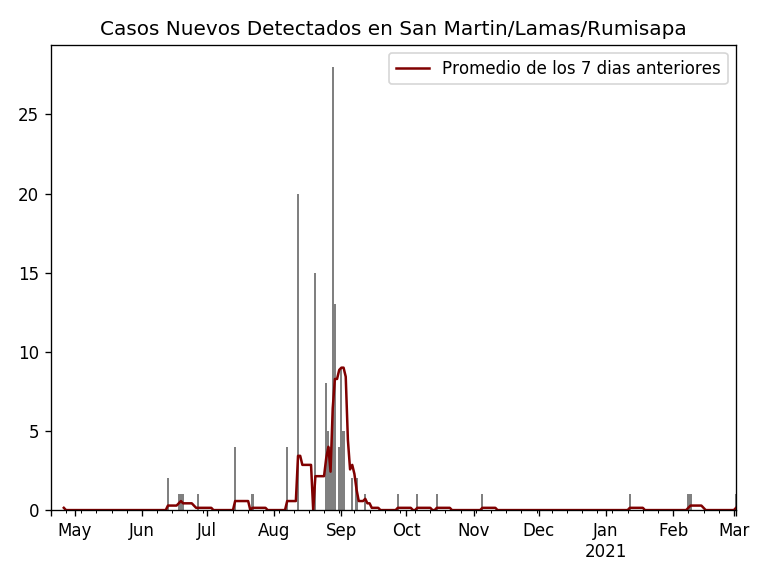 Casos Nuevos Detectados en San Martin/Lamas/Rumisapa
Promedio de los 7 dias anteriores
25
20
15
10
5
0
May Jun Jul Aug Sep Oct Nov Dec Jan Feb Mar
2021